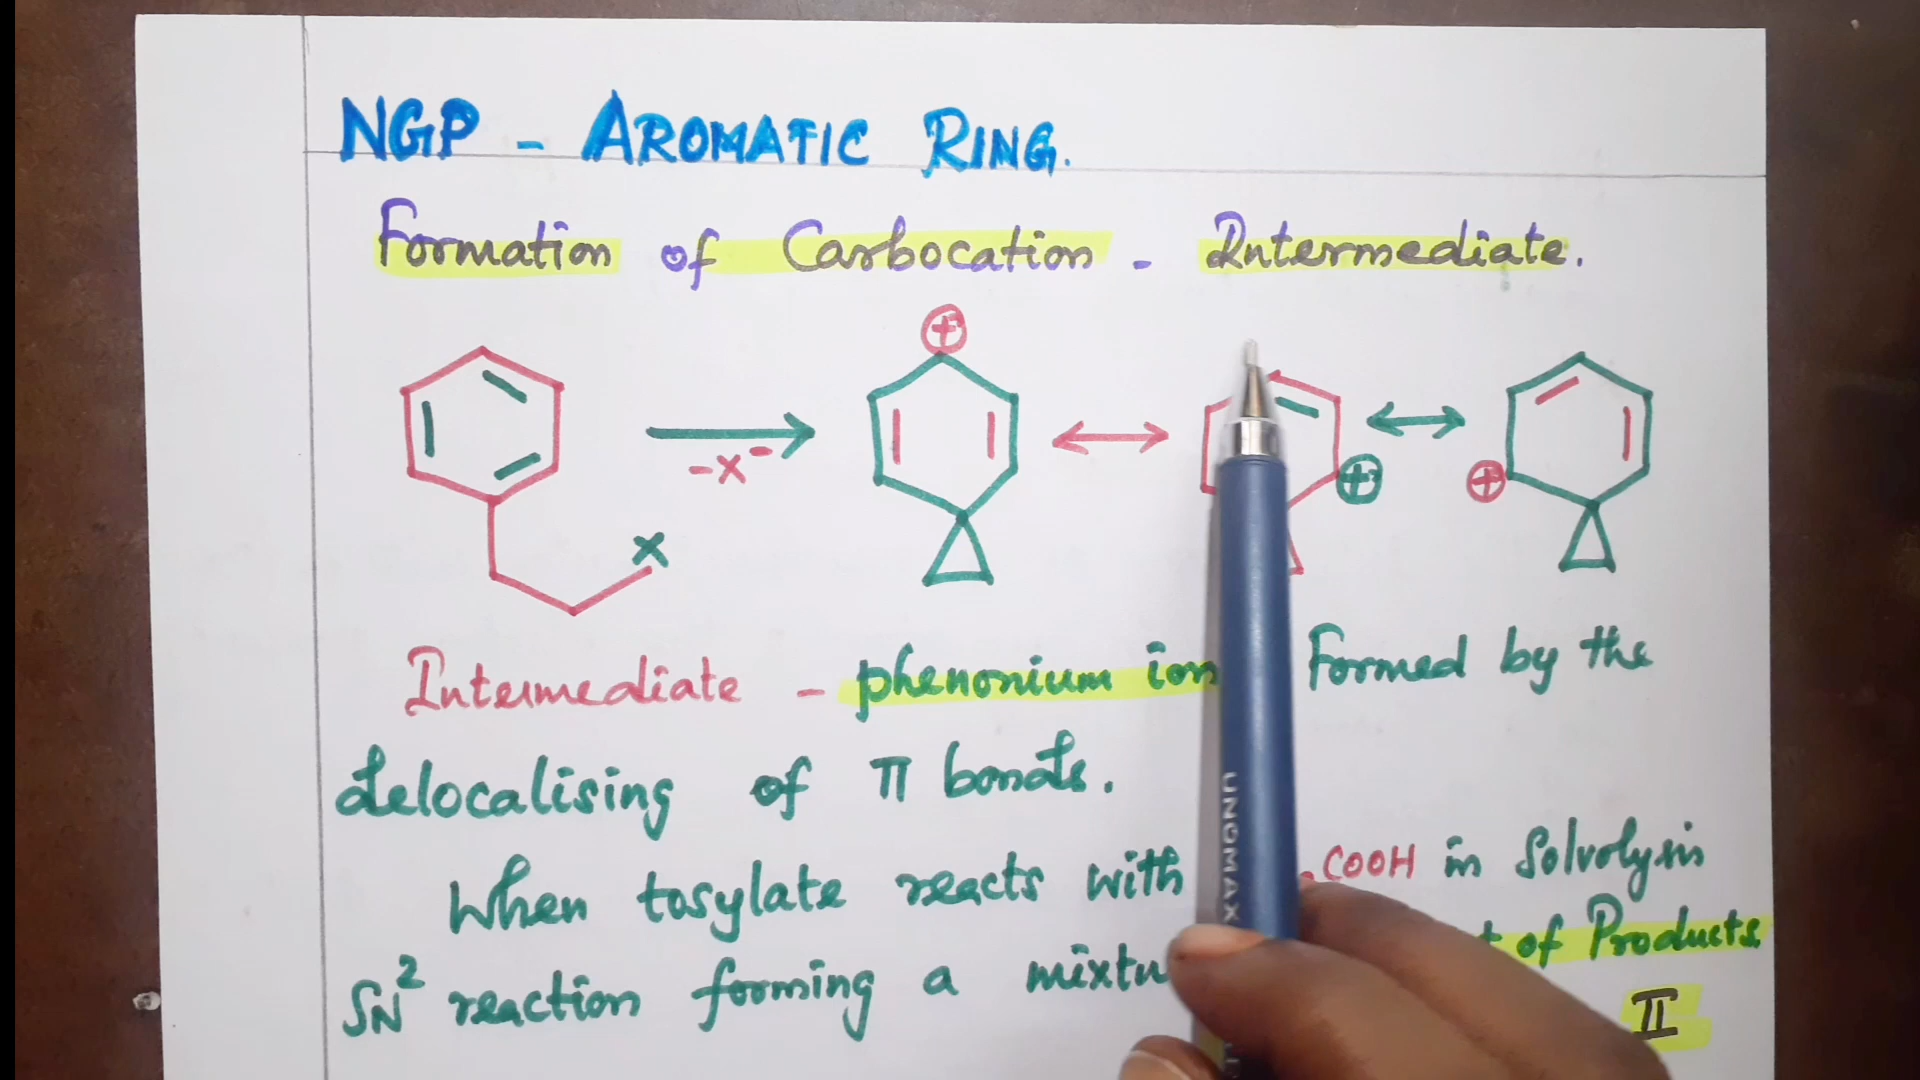 NGP - AROMATIC RING.
Formation of Carbocation - Intermediate.
⊕
-X⁻
⊕ ⊕
X
Intermediate - phenonium ion Formed by the
delocalising of π bonds.
When tosylate reacts with COOH in Solvolysis
of Products
SN² reaction forming a
II
UNOMAX